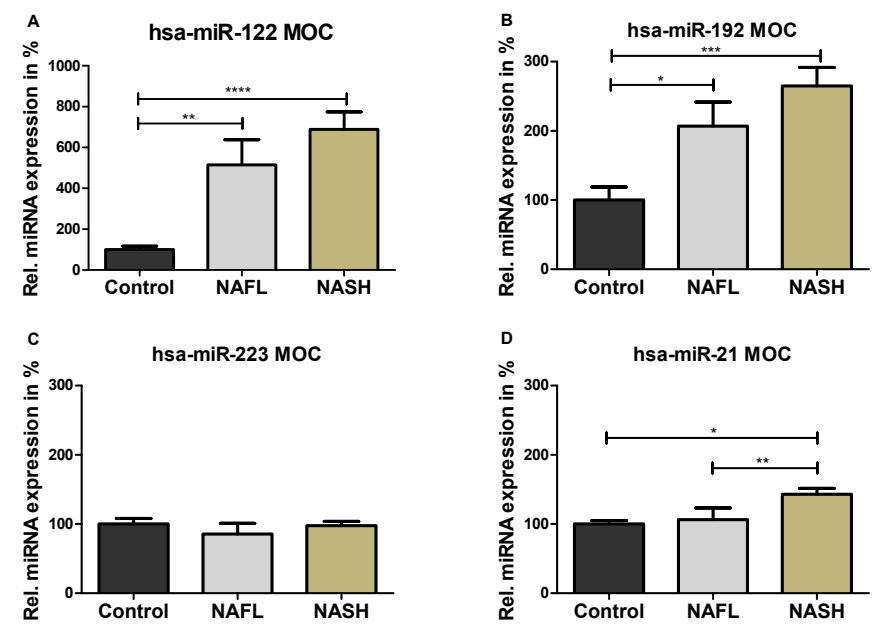 A
hsa-miR-122 MOC
Rel. miRNA expression in %
1000
800
600
400
200
0
****
**
Control NAFL NASH
B
hsa-miR-192 MOC
Rel. miRNA expression in %
300
200
100
0
***
*
Control NAFL NASH
C
hsa-miR-223 MOC
Rel. miRNA expression in %
300
200
100
0
Control NAFL NASH
D
hsa-miR-21 MOC
Rel. miRNA expression in %
300
200
100
0
*
**
Control NAFL NASH